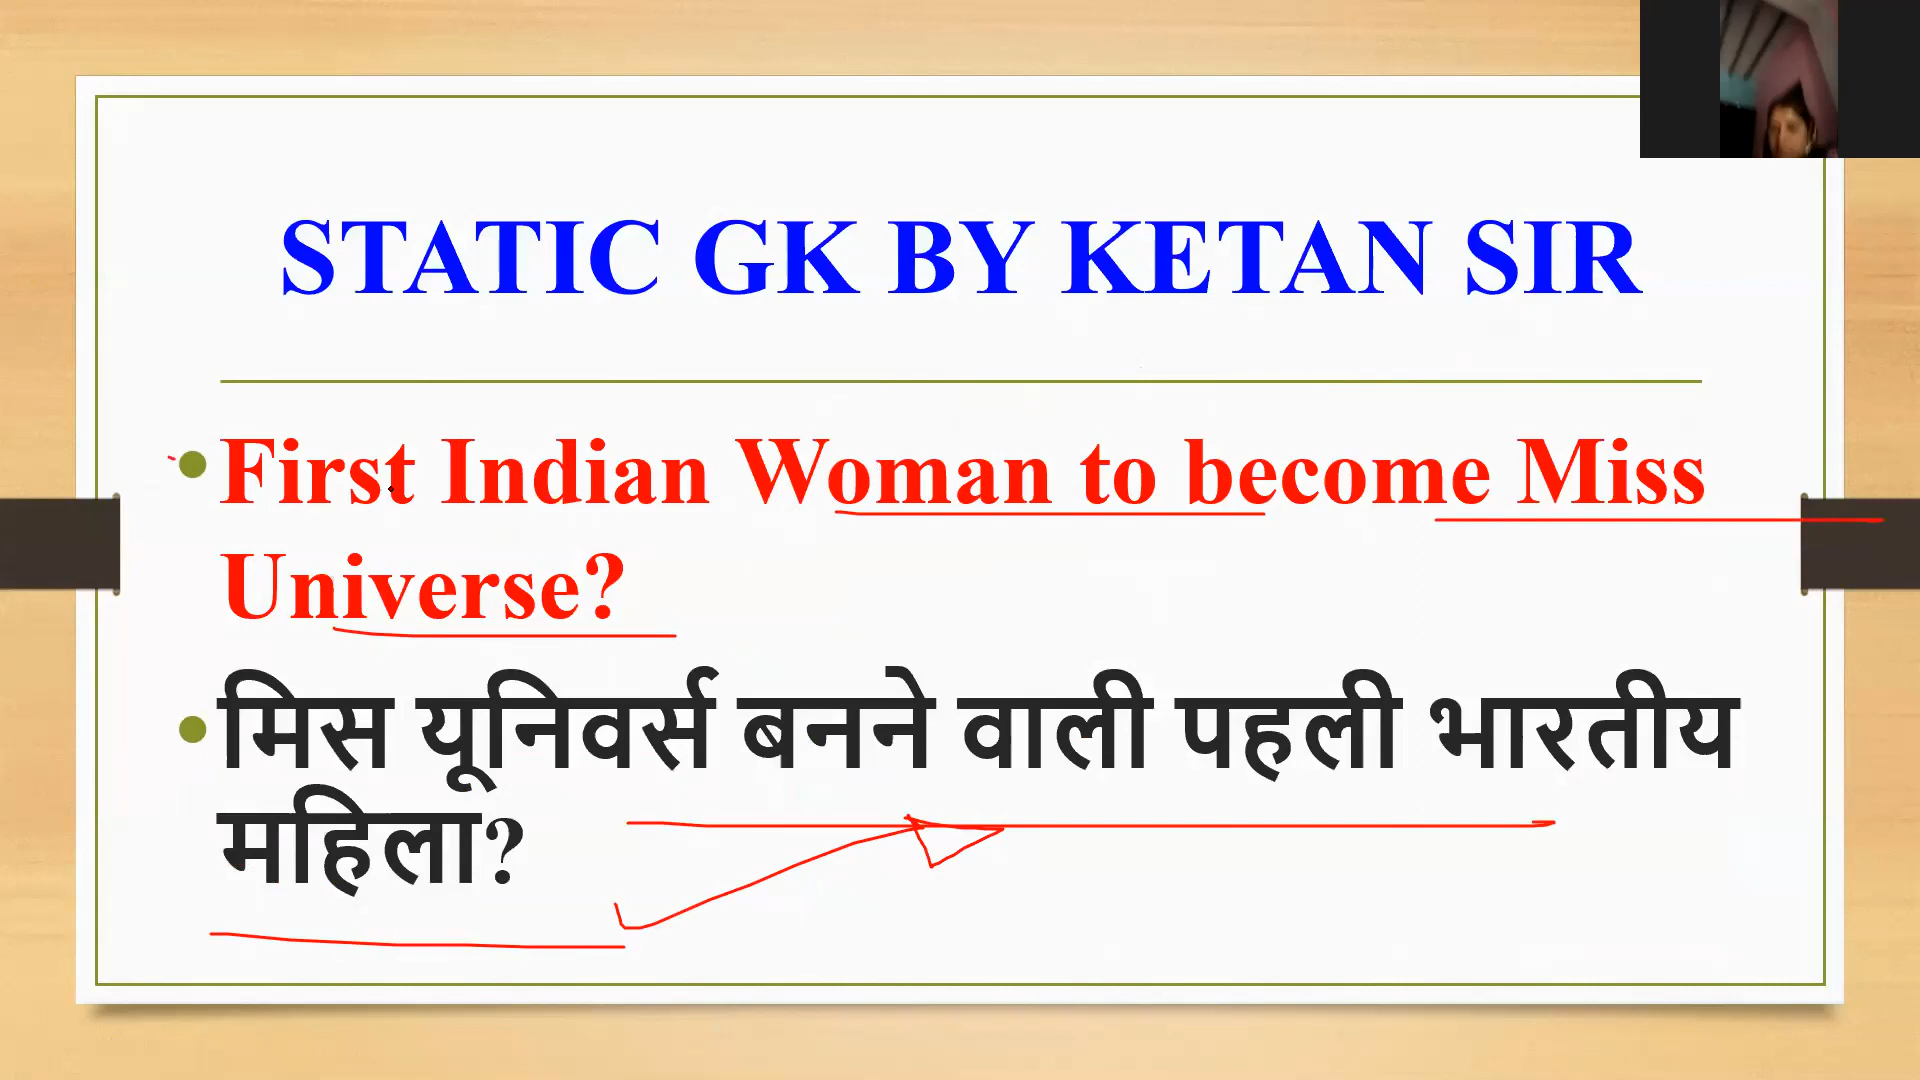 STATIC GK BY KETAN SIR
First Indian Woman to become Miss
Universe?
मिस यूनिवर्स बनने वाली पहली भारतीय
महिला?